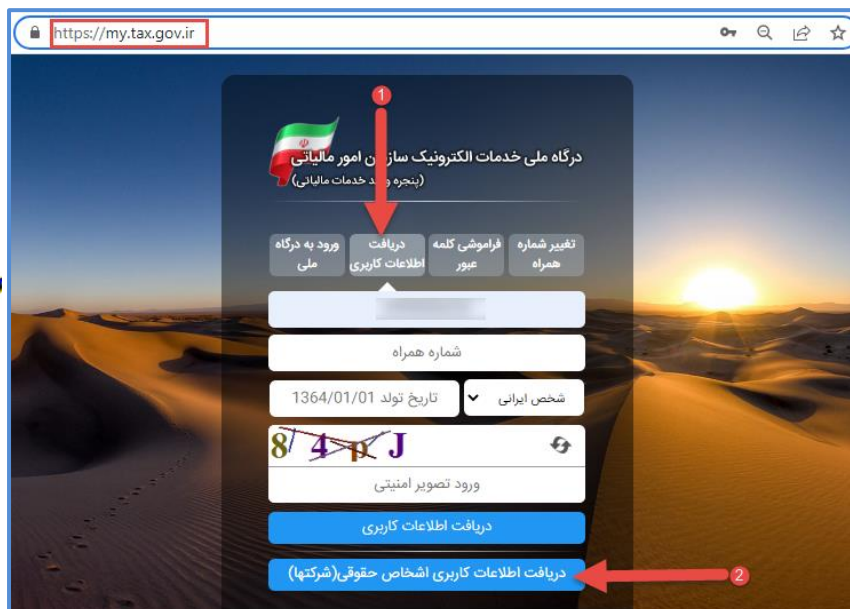 https://my.tax.gov.ir
1
درگاه ملی خدمات الکترونیک امور مالیاتی
(پنجره خدمات مالیاتی)
تغییر شماره همراه
فراموشی کلمه عبور
دریافت اطلاعات کاربری
ورود به درگاه ملی
شماره همراه
شخص ایرانی
تاریخ تولد 1364/01/01
8 4 p J
ورود تصویر امنیتی
دریافت اطلاعات کاربری
دریافت اطلاعات کاربری اشخاص حقوقی(شرکتها)
2